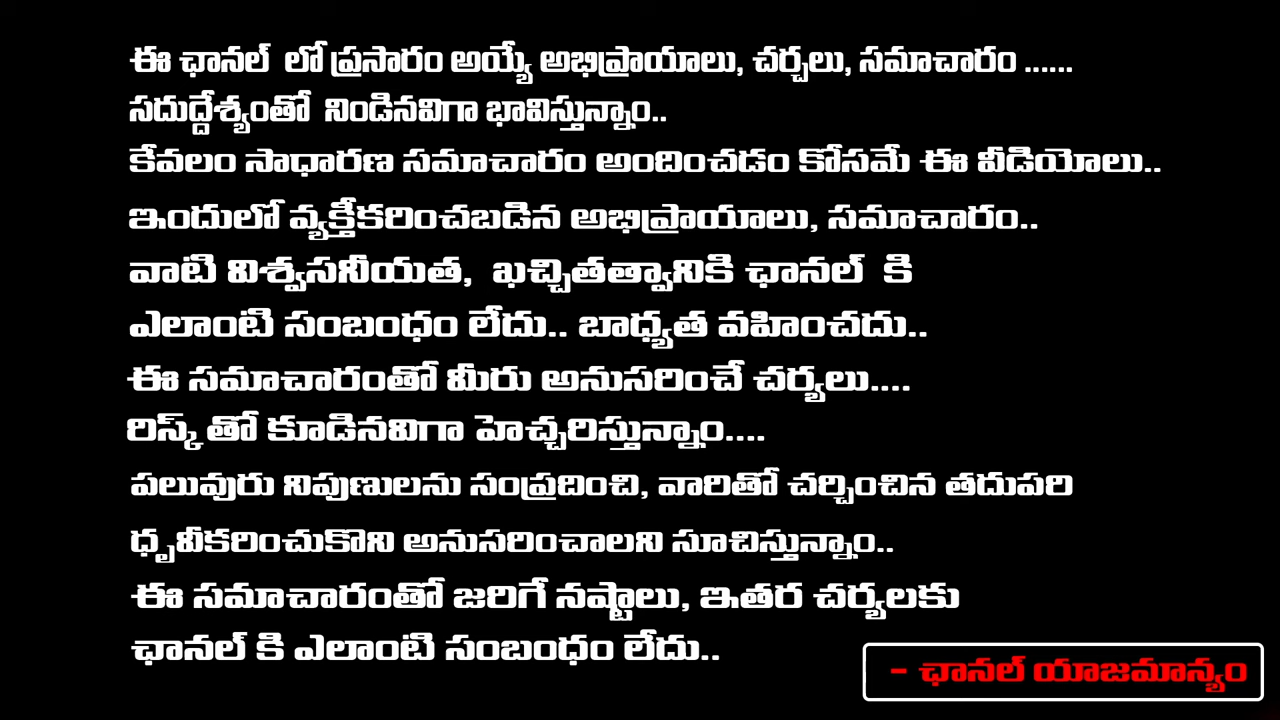 ఈ ఛానల్ లో ప్రసారం అయ్యే అభిప్రాయాలు, చర్చలు, సమాచారం ......
సదుద్దేశ్యంతో నిండినవిగా భావిస్తున్నాం..
కేవలం సాధారణ సమాచారం అందించడం కోసమే ఈ వీడియోలు..
ఇందులో వ్యక్తీకరించబడిన అభిప్రాయాలు, సమాచారం..
వాటి విశ్వసనీయత, ఖచ్చితత్వానికి ఛానల్ కి
ఎలాంటి సంబంధం లేదు.. బాధ్యత వహించదు..
ఈ సమాచారంతో మీరు అనుసరించే చర్యలు....
రిస్క్ తో కూడినవిగా హెచ్చరిస్తున్నాం....
పలువురు నిపుణులను సంప్రదించి, వారితో చర్చించిన తదుపరి
ధృవీకరించుకొని అనుసరించాలని సూచిస్తున్నాం..
ఈ సమాచారంతో జరిగే నష్టాలు, ఇతర చర్యలకు
ఛానల్ కి ఎలాంటి సంబంధం లేదు..
- ఛానల్ యాజమాన్యం